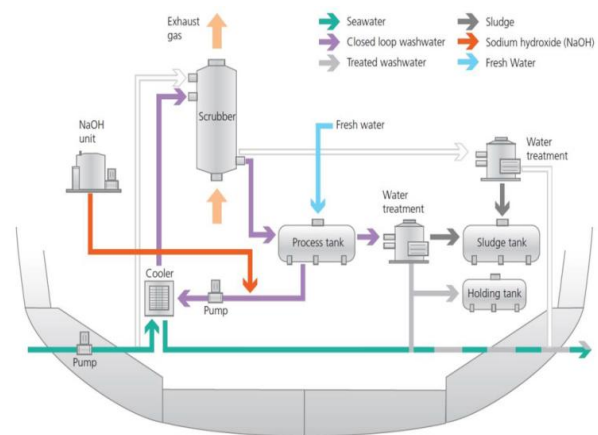 Exhaust
gas
Seawater
Closed loop washwater
Treated washwater
Sludge
Sodium hydroxide (NaOH)
Fresh Water
NaOH
unit
Scrubber
Fresh water
Water
treatment
Water
treatment
Process tank
Sludge tank
Cooler
Pump
Holding tank
Pump